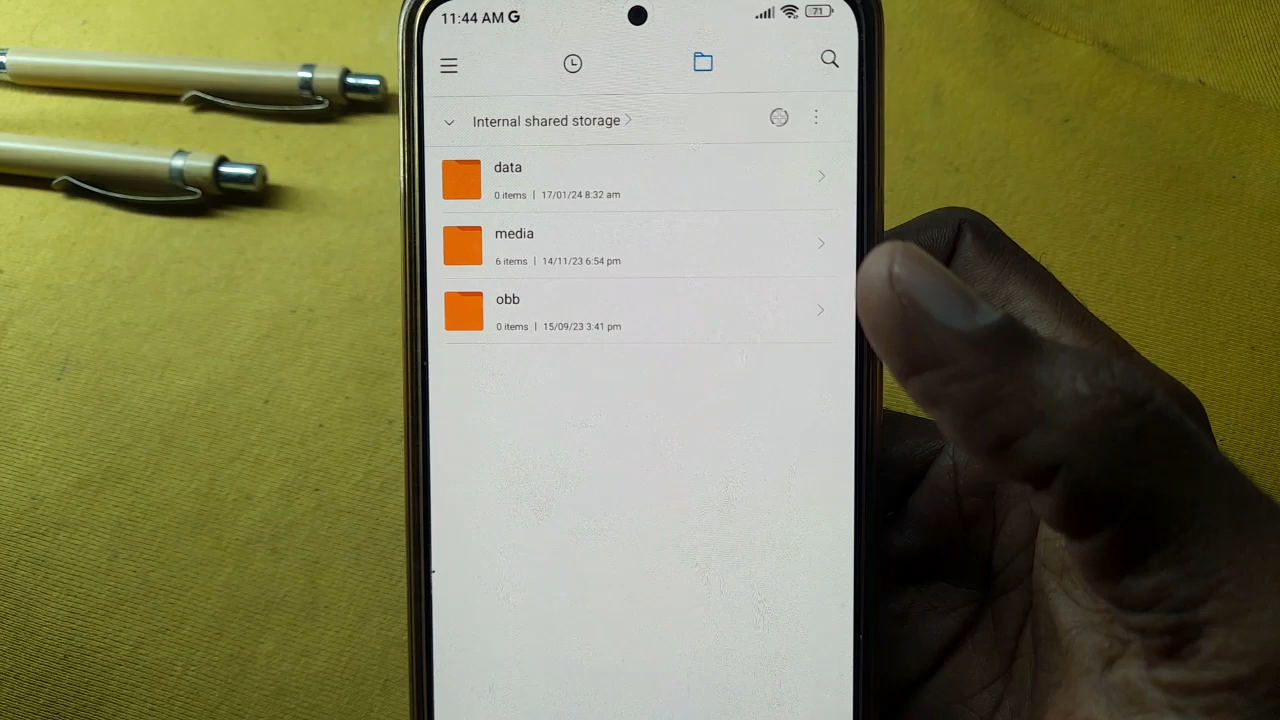 11:44 AM G 71
Internal shared storage
data
0 items | 17/01/24 8:32 am
media
6 items | 14/11/23 6:54 pm
obb
0 items | 15/09/23 3:41 pm